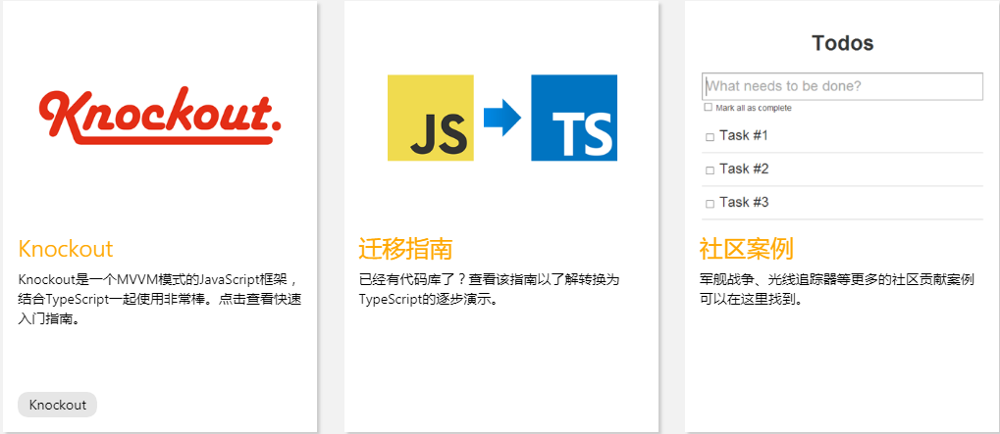 Knockout.
Knockout
Knockout是一个MVVM模式的JavaScript框架，
结合TypeScript一起使用非常棒。点击查看快速
入门指南。
Knockout
JS
TS
迁移指南
已经有代码库了？查看该指南以了解转换为
TypeScript的逐步演示。
Todos
What needs to be done?
Mark all as complete
Task #1
Task #2
Task #3
社区案例
军舰战争、光线追踪器等更多的社区贡献案例
可以在这里找到。